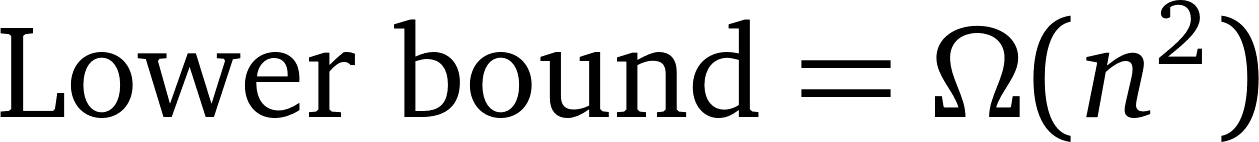 Lower bound = Ω(n²)